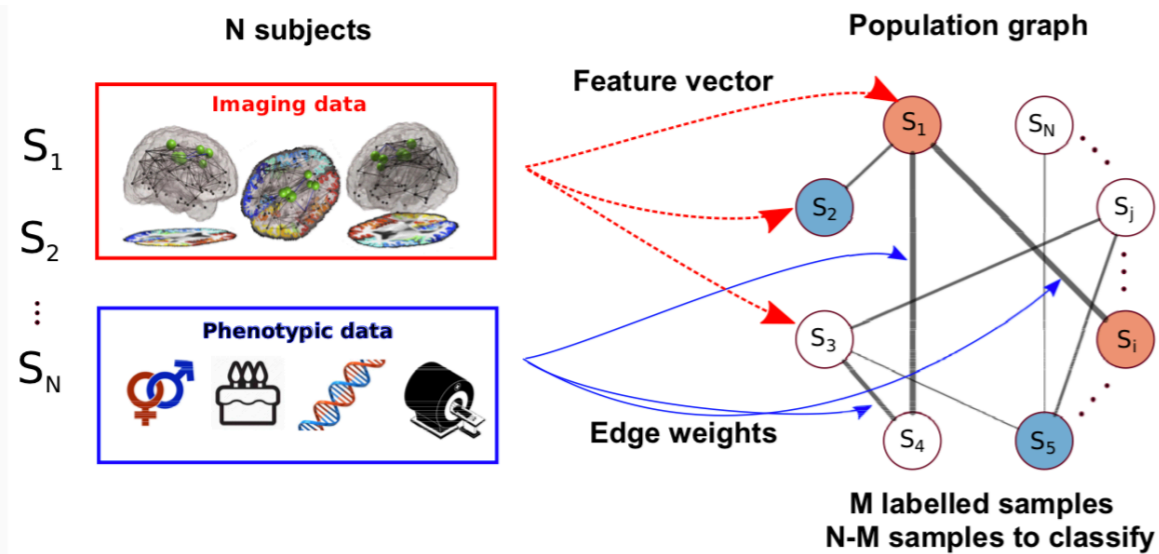 N subjects
Population graph
Imaging data
Feature vector
S1
S2
⋮
SN
Phenotypic data
Edge weights
S1
SN
S2
Sj
S3
Si
S4
S5
M labelled samples
N-M samples to classify